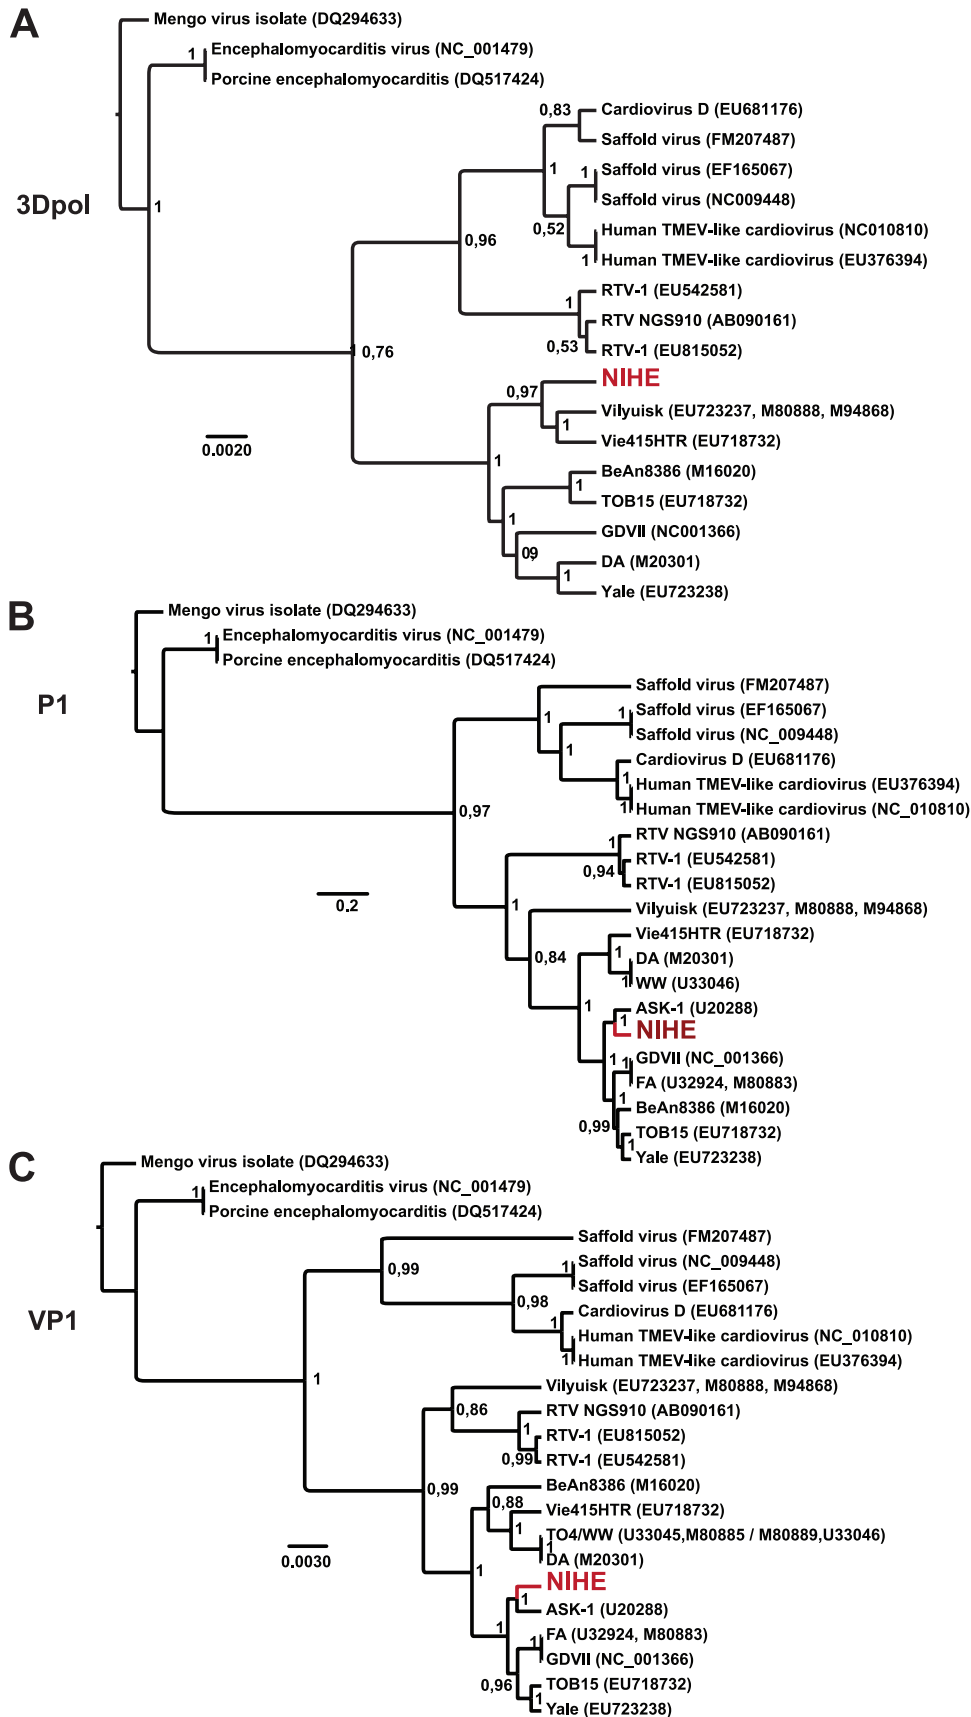 A
Mengo virus isolate (DQ294633)
1
Encephalomyocarditis virus (NC_001479)
Porcine encephalomyocarditis (DQ517424)
0,83
Cardiovirus D (EU681176)
Saffold virus (FM207487)
1
1
Saffold virus (EF165067)
Saffold virus (NC009448)
3Dpol
1
0,52
Human TMEV-like cardiovirus (NC010810)
0,96
1
Human TMEV-like cardiovirus (EU376394)
1
RTV-1 (EU542581)
RTV NGS910 (AB090161)
0,53
RTV-1 (EU815052)
1
0,76
NIHE
0,97
Vilyuisk (EU723237, M80888, M94868)
1
Vie415HTR (EU718732)
0.0020
1
BeAn8386 (M16020)
1
TOB15 (EU718732)
1
GDVII (NC001366)
09,
DA (M20301)
1
Yale (EU723238)
B
Mengo virus isolate (DQ294633)
1
Encephalomyocarditis virus (NC_001479)
Porcine encephalomyocarditis (DQ517424)
P1
Saffold virus (FM207487)
1
1
Saffold virus (EF165067)
Saffold virus (NC_009448)
1
Cardiovirus D (EU681176)
1
Human TMEV-like cardiovirus (EU376394)
1
Human TMEV-like cardiovirus (NC_010810)
0,97
RTV NGS910 (AB090161)
1
RTV-1 (EU542581)
0,94
RTV-1 (EU815052)
0.2
1
Vilyuisk (EU723237, M80888, M94868)
Vie415HTR (EU718732)
0,84
1
DA (M20301)
1
WW (U33046)
1
ASK-1 (U20288)
1
NIHE
1
1
GDVII (NC_001366)
FA (U32924, M80883)
1
BeAn8386 (M16020)
0,99
TOB15 (EU718732)
1
Yale (EU723238)
C
Mengo virus isolate (DQ294633)
1
Encephalomyocarditis virus (NC_001479)
Porcine encephalomyocarditis (DQ517424)
Saffold virus (FM207487)
0,99
1
Saffold virus (NC_009448)
Saffold virus (EF165067)
0,98
Cardiovirus D (EU681176)
VP1
1
Human TMEV-like cardiovirus (NC_010810)
1
Human TMEV-like cardiovirus (EU376394)
1
Vilyuisk (EU723237, M80888, M94868)
0,86
RTV NGS910 (AB090161)
1
RTV-1 (EU815052)
0,99
RTV-1 (EU542581)
0,99
BeAn8386 (M16020)
0,88
Vie415HTR (EU718732)
1
TO4/WW (U33045,M80885 / M80889,U33046)
1
DA (M20301)
0.0030
1
NIHE
1
ASK-1 (U20288)
1
FA (U32924, M80883)
1
GDVII (NC_001366)
0,96
TOB15 (EU718732)
1
Yale (EU723238)